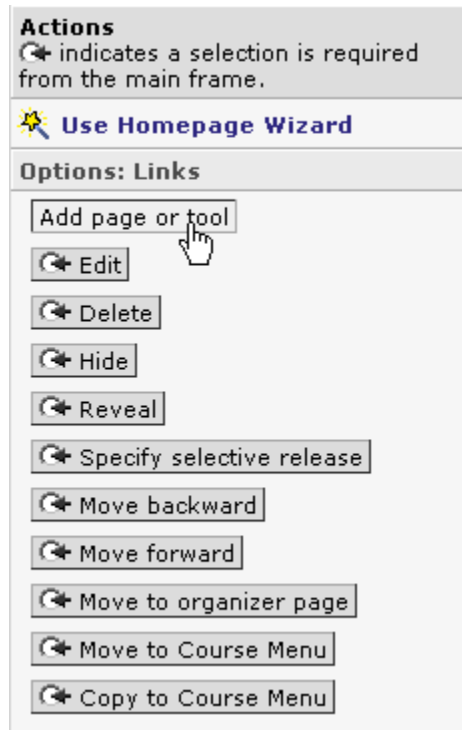 Actions
indicates a selection is required
from the main frame.
Use Homepage Wizard
Options: Links
Add page or tool
Edit
Delete
Hide
Reveal
Specify selective release
Move backward
Move forward
Move to organizer page
Move to Course Menu
Copy to Course Menu